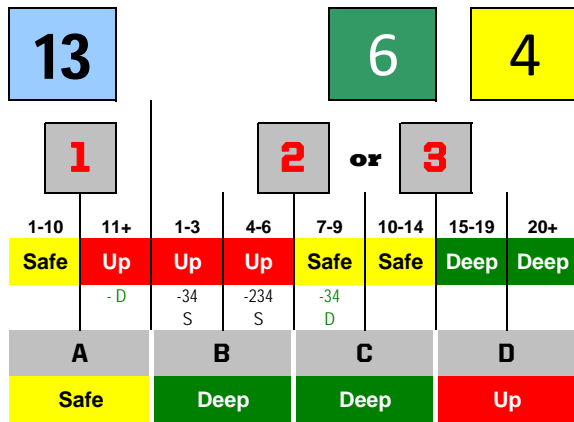 13 6 4
1 2 or 3
1-10 11+ 1-3 4-6 7-9 10-14 15-19 20+
Safe Up Up Up Safe Safe Deep Deep
- D -34 -234 -34
S S D
A B C D
Safe Deep Deep Up